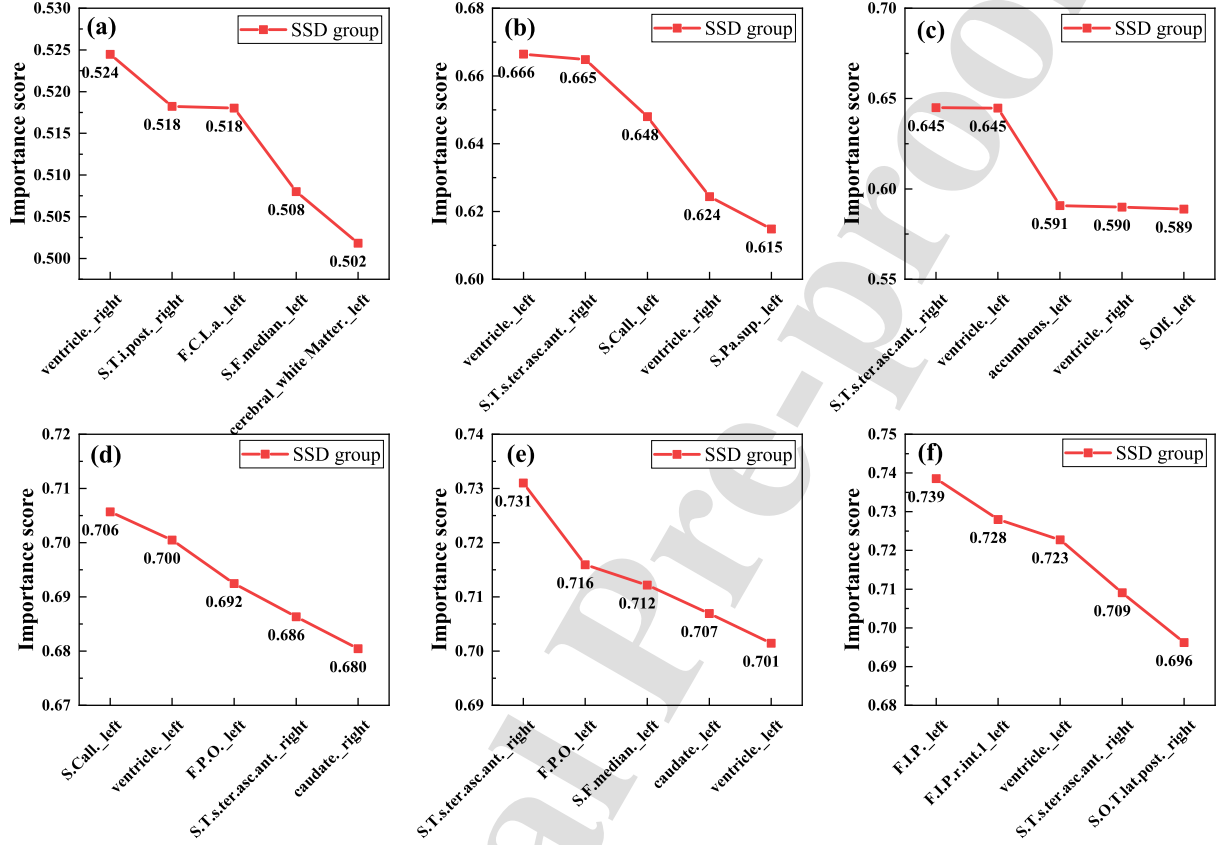 (a)
SSD group
Importance score
0.530
0.525
0.520
0.515
0.510
0.505
0.500
0.524
0.518
0.518
0.508
0.502
ventricle._right
S.T.i.post._right
F.C.L.a._left
S.F.median._left
cerebral_white Matter._left
(b)
SSD group
Importance score
0.68
0.66
0.64
0.62
0.60
0.666
0.665
0.648
0.624
0.615
ventricle._left
S.T.s.ter.asc.ant._right
S.Call._left
ventricle._right
S.Pa.sup._left
(c)
SSD group
Importance score
0.70
0.65
0.60
0.55
0.645
0.645
0.591
0.590
0.589
S.T.s.ter.asc.ant._right
ventricle._left
accumbens._left
ventricle._right
S.Olf._left
(d)
SSD group
Importance score
0.72
0.71
0.70
0.69
0.68
0.67
0.706
0.700
0.692
0.686
0.680
S.Call._left
ventricle._left
F.P.O._left
S.T.s.ter.asc.ant._right
caudate._right
(e)
SSD group
Importance score
0.74
0.73
0.72
0.71
0.70
0.69
0.731
0.716
0.712
0.707
0.701
S.T.s.ter.asc.ant._right
F.P.O._left
S.F.median._left
caudate._left
ventricle._left
(f)
SSD group
Importance score
0.75
0.74
0.73
0.72
0.71
0.70
0.69
0.68
0.739
0.728
0.723
0.709
0.696
F.I.P._left
F.I.P.r.int.1_left
ventricle._left
S.T.s.ter.asc.ant._right
S.O.T.lat.post._right
al Pre-proo